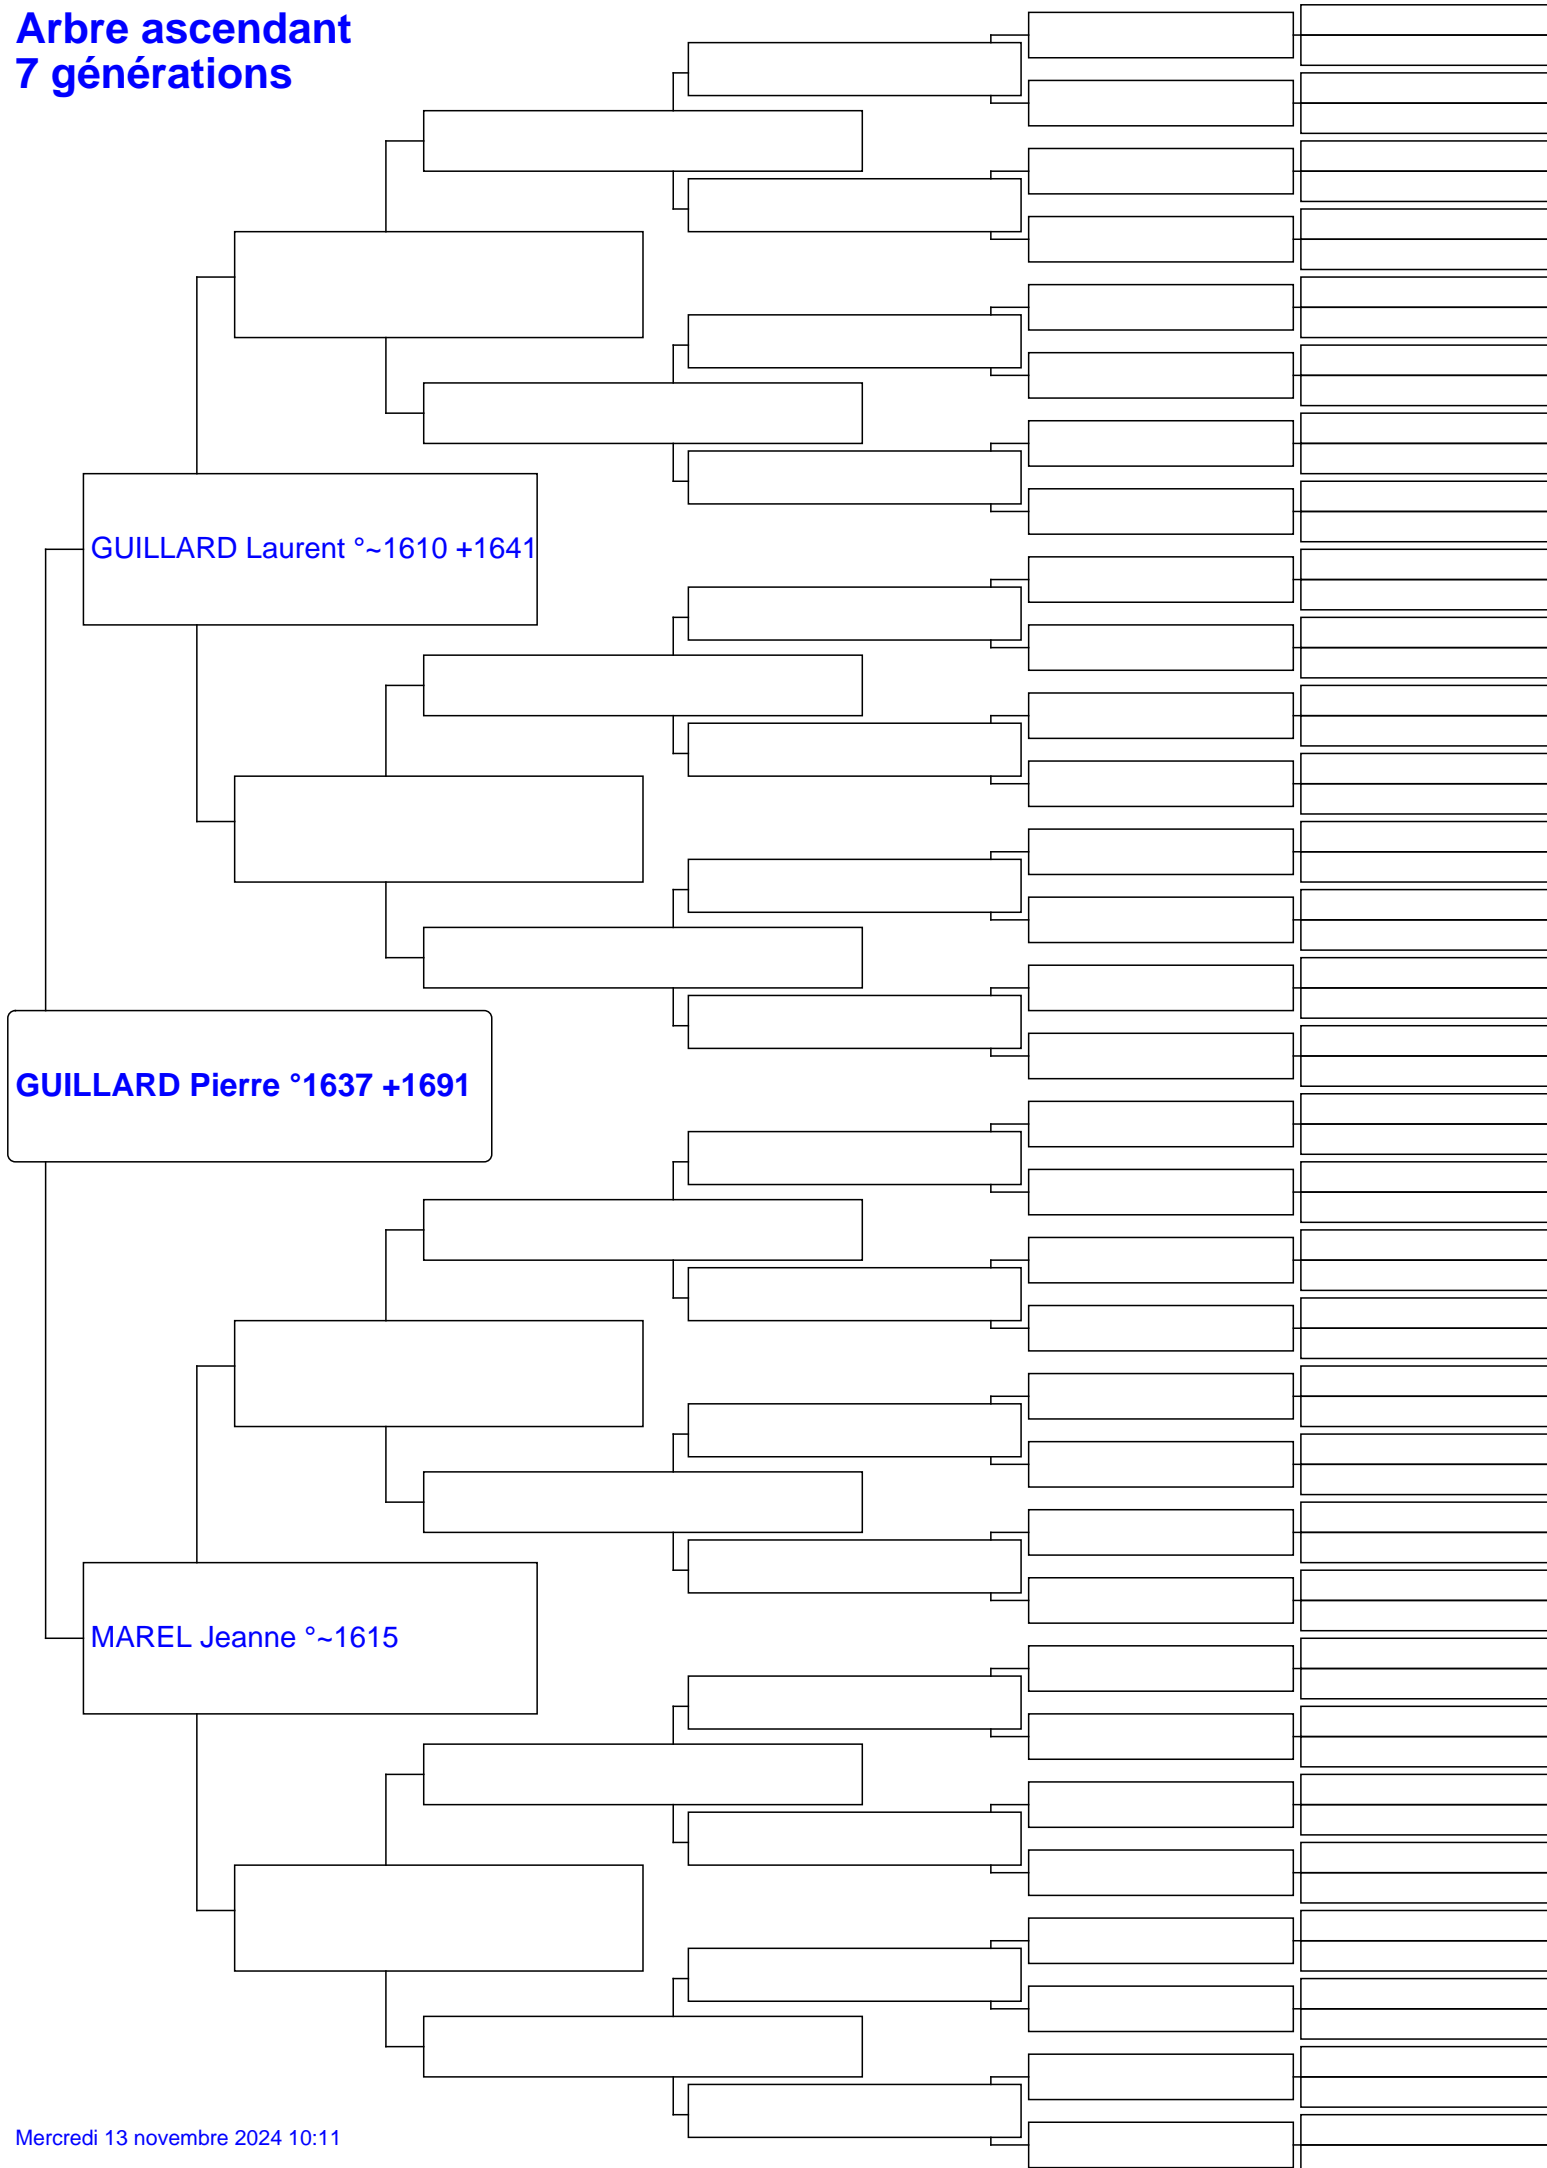 Arbre ascendant
7 générations
GUILLARD Laurent °~1610 +1641
GUILLARD Pierre °1637 +1691
MAREL Jeanne °~1615
Mercredi 13 novembre 2024 10:11